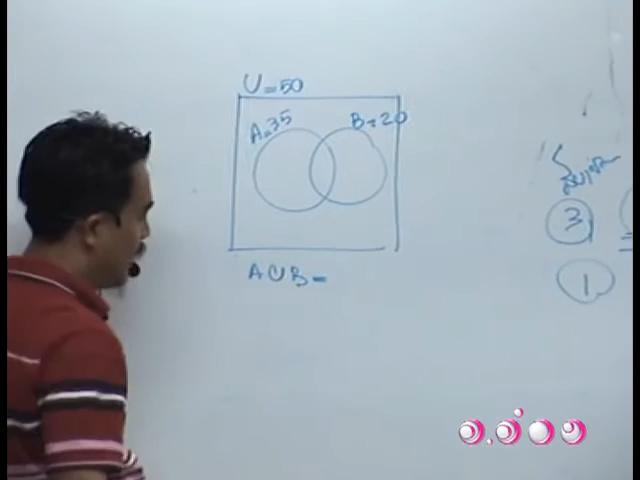 U = 50
A = 35
B = 20
A ∪ B =
3
1